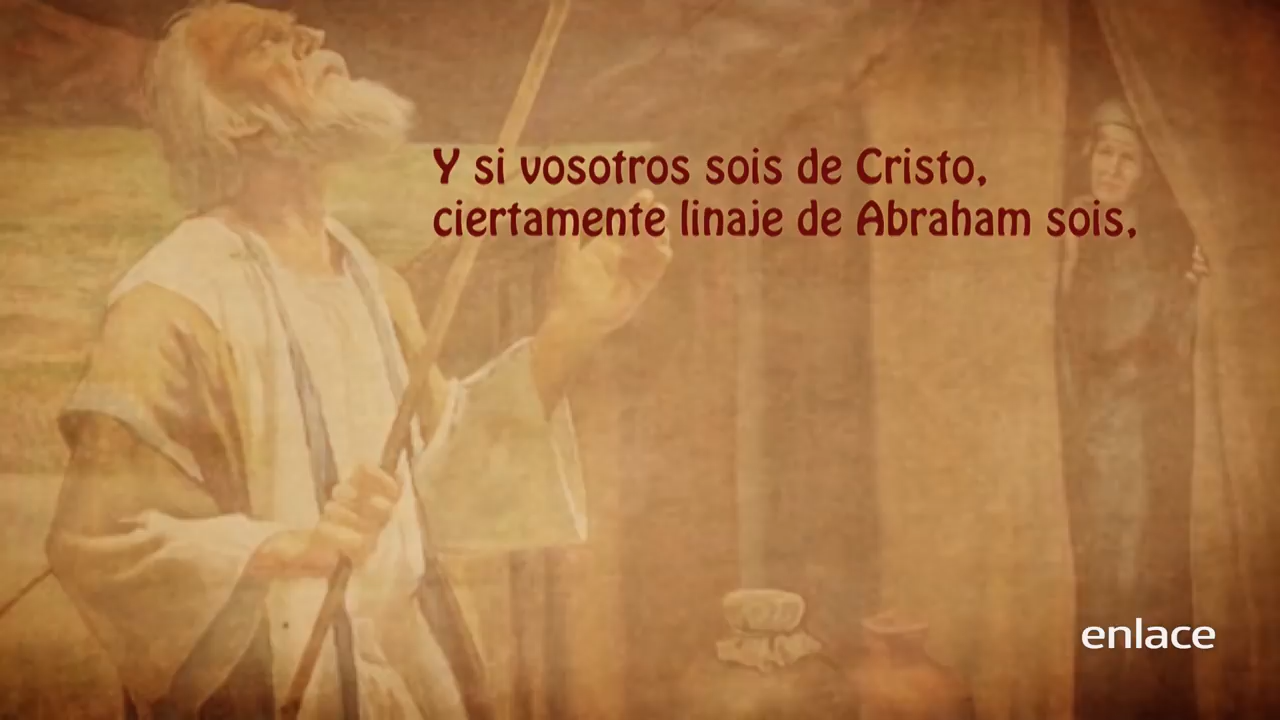 Y si vosotros sois de Cristo,
ciertamente linaje de Abraham sois,
enlace